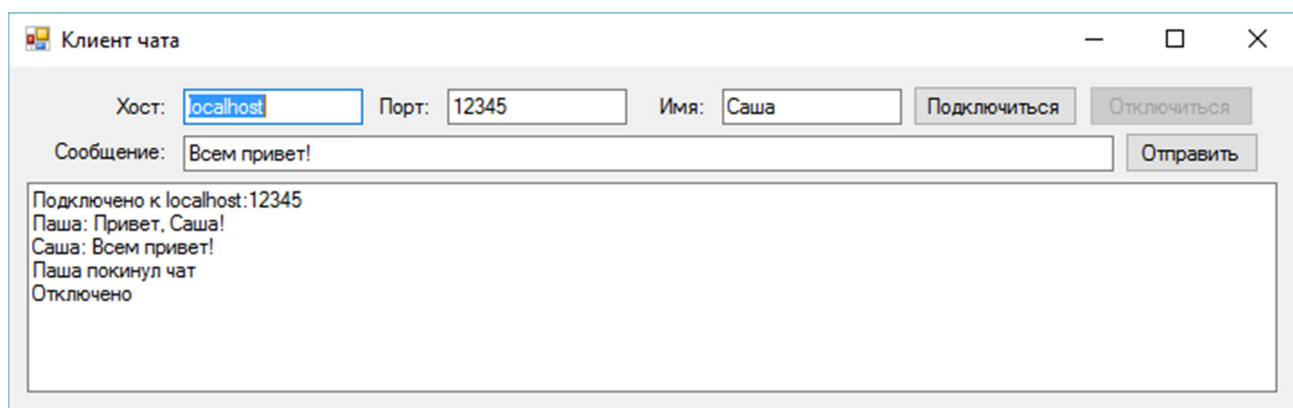 Клиент чата
Хост: localhost Порт: 12345 Имя: Саша Подключиться Отключиться
Сообщение: Всем привет! Отправить
Подключено к localhost:12345
Паша: Привет, Саша!
Саша: Всем привет!
Паша покинул чат
Отключено